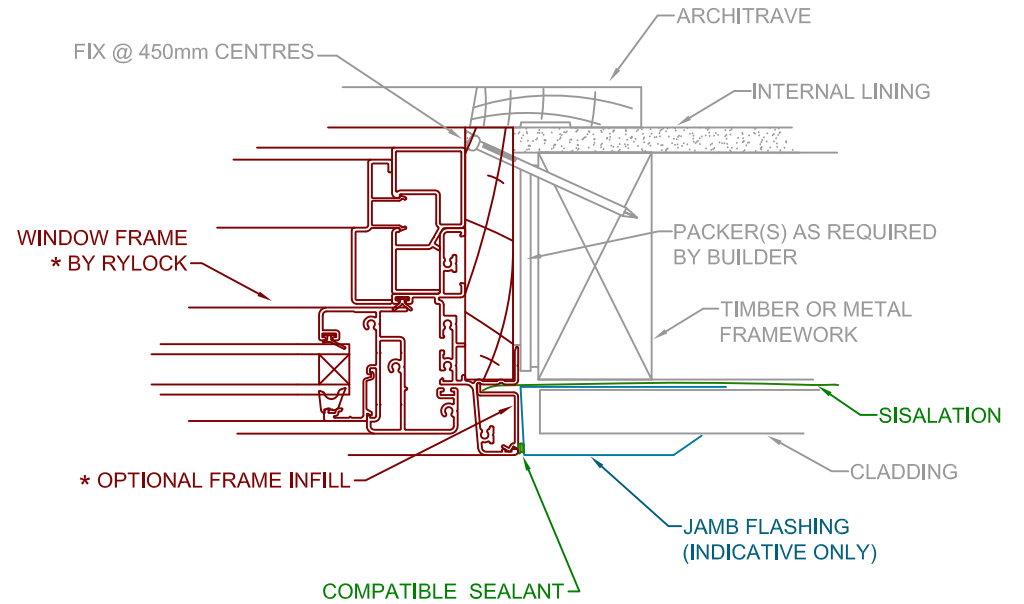 ARCHITRAVE
FIX @ 450mm CENTRES
INTERNAL LINING
WINDOW FRAME
* BY RYLOCK
PACKER(S) AS REQUIRED
BY BUILDER
TIMBER OR METAL
FRAMEWORK
SISALATION
CLADDING
* OPTIONAL FRAME INFILL
JAMB FLASHING
(INDICATIVE ONLY)
COMPATIBLE SEALANT